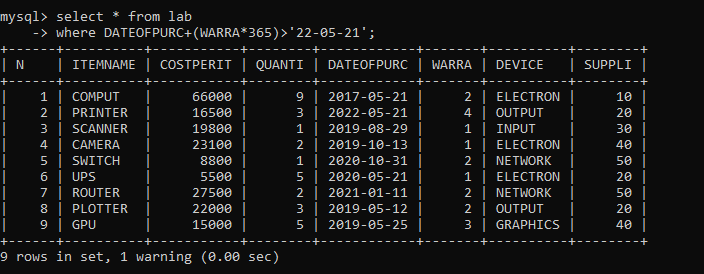 mysql> select * from lab
    -> where DATEOFPURC+(WARRA*365)>'22-05-21';
+------+----------+-----------+--------+------------+-------+----------+--------+
| N    | ITEMNAME | COSTPERIT | QUANTI | DATEOFPURC | WARRA | DEVICE   | SUPPLI |
+------+----------+-----------+--------+------------+-------+----------+--------+
|    1 | COMPUT   |     66000 |      9 | 2017-05-21 |     2 | ELECTRON |     10 |
|    2 | PRINTER  |     16500 |      3 | 2022-05-21 |     4 | OUTPUT   |     20 |
|    3 | SCANNER  |     19800 |      1 | 2019-08-29 |     1 | INPUT    |     30 |
|    4 | CAMERA   |     23100 |      2 | 2019-10-13 |     1 | ELECTRON |     40 |
|    5 | SWITCH   |      8800 |      1 | 2020-10-31 |     2 | NETWORK  |     50 |
|    6 | UPS      |      5500 |      5 | 2020-05-21 |     1 | ELECTRON |     20 |
|    7 | ROUTER   |     27500 |      2 | 2021-01-11 |     2 | NETWORK  |     50 |
|    8 | PLOTTER  |     22000 |      3 | 2019-05-12 |     2 | OUTPUT   |     20 |
|    9 | GPU      |     15000 |      5 | 2019-05-25 |     3 | GRAPHICS |     40 |
+------+----------+-----------+--------+------------+-------+----------+--------+
9 rows in set, 1 warning (0.00 sec)